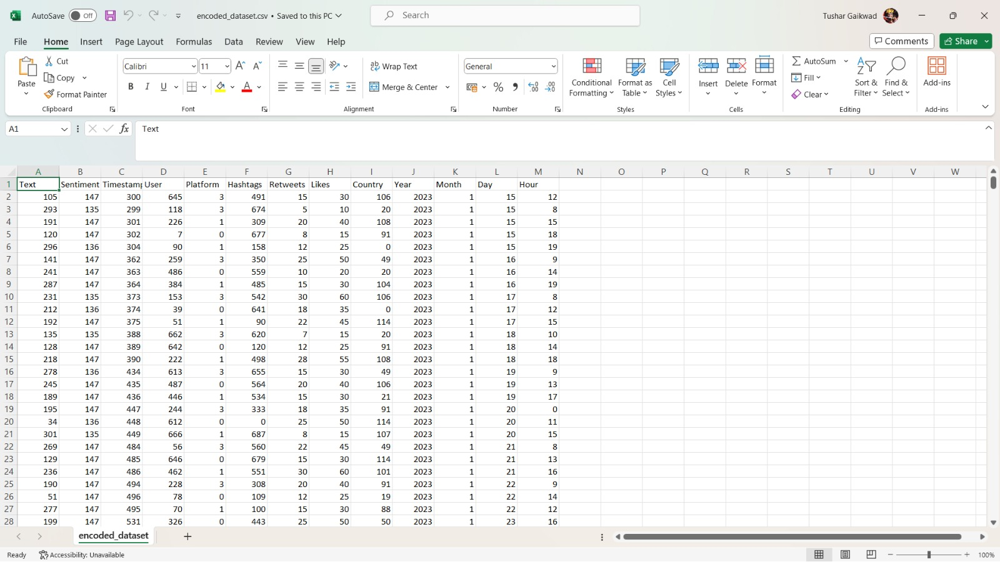 AutoSave Off encoded_dataset.csv • Saved to this PC Search Tushar Gaikwad
File Home Insert Page Layout Formulas Data Review View Help Comments Share
Paste Cut Copy Format Painter Clipboard
Calibri 11 A A B I U A Font
ab Wrap Text Merge & Center Alignment
General % 9 .00 .00 Number
Conditional Formatting Format as Table Cell Styles Styles
Insert Delete Format Cells
AutoSum Fill Clear Sort & Filter Find & Select Editing
Add-ins Add-ins
A1 fx Text
A B C D E F G H I J K L M N O P Q R S T U V W
1 Text Sentiment Timestam User Platform Hashtags Retweets Likes Country Year Month Day Hour
2 105 147 300 645 3 491 15 30 106 2023 1 15 12
3 293 135 299 118 3 674 5 10 20 2023 1 15 8
4 191 147 301 226 1 309 20 40 108 2023 1 15 15
5 120 147 302 7 0 677 8 15 91 2023 1 15 18
6 296 136 304 90 1 158 12 25 0 2023 1 15 19
7 141 147 362 259 3 350 25 50 49 2023 1 16 9
8 241 147 363 486 0 559 10 20 20 2023 1 16 14
9 287 147 364 384 1 485 15 30 104 2023 1 16 19
10 231 135 373 153 3 542 30 60 106 2023 1 17 8
11 212 136 374 39 0 641 18 35 0 2023 1 17 12
12 192 147 375 51 1 90 22 45 114 2023 1 17 15
13 135 135 388 662 3 620 7 15 20 2023 1 18 10
14 128 147 389 642 0 120 12 25 91 2023 1 18 14
15 218 147 390 222 1 498 28 55 108 2023 1 18 18
16 278 136 434 613 3 655 15 30 49 2023 1 19 9
17 245 147 435 487 0 564 20 40 106 2023 1 19 13
18 189 147 436 446 1 534 15 30 21 2023 1 19 17
19 195 147 447 244 3 333 18 35 91 2023 1 20 0
20 34 136 448 612 0 0 25 50 114 2023 1 20 11
21 301 135 449 666 1 687 8 15 107 2023 1 20 15
22 269 147 484 56 3 560 22 45 49 2023 1 21 8
23 129 147 485 646 0 679 15 30 114 2023 1 21 13
24 236 147 486 462 1 551 30 60 101 2023 1 21 16
25 190 147 494 228 3 308 20 40 91 2023 1 22 9
26 51 147 496 78 0 109 12 25 19 2023 1 22 14
27 277 147 495 70 1 100 15 30 88 2023 1 22 12
28 199 147 531 326 0 443 25 50 50 2023 1 23 16
encoded_dataset
Ready Accessibility: Unavailable 100%